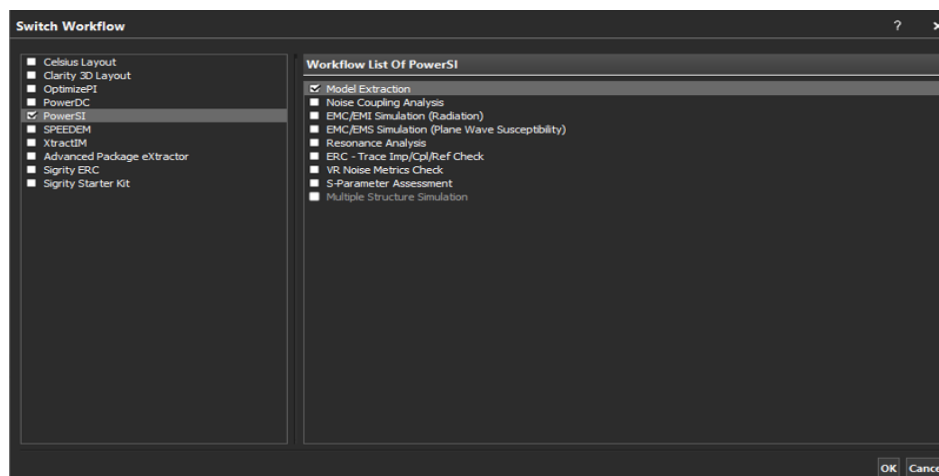 Switch Workflow
?
Celsius Layout
Clarity 3D Layout
OptimizePI
PowerDC
PowerSI
SPEEDEM
XtractIM
Advanced Package eXtractor
Sigrity ERC
Sigrity Starter Kit
Workflow List Of PowerSI
Model Extraction
Noise Coupling Analysis
EMC/EMI Simulation (Radiation)
EMC/EMS Simulation (Plane Wave Susceptibility)
Resonance Analysis
ERC - Trace Imp/Cpl/Ref Check
VR Noise Metrics Check
S-Parameter Assessment
Multiple Structure Simulation
OK Cance